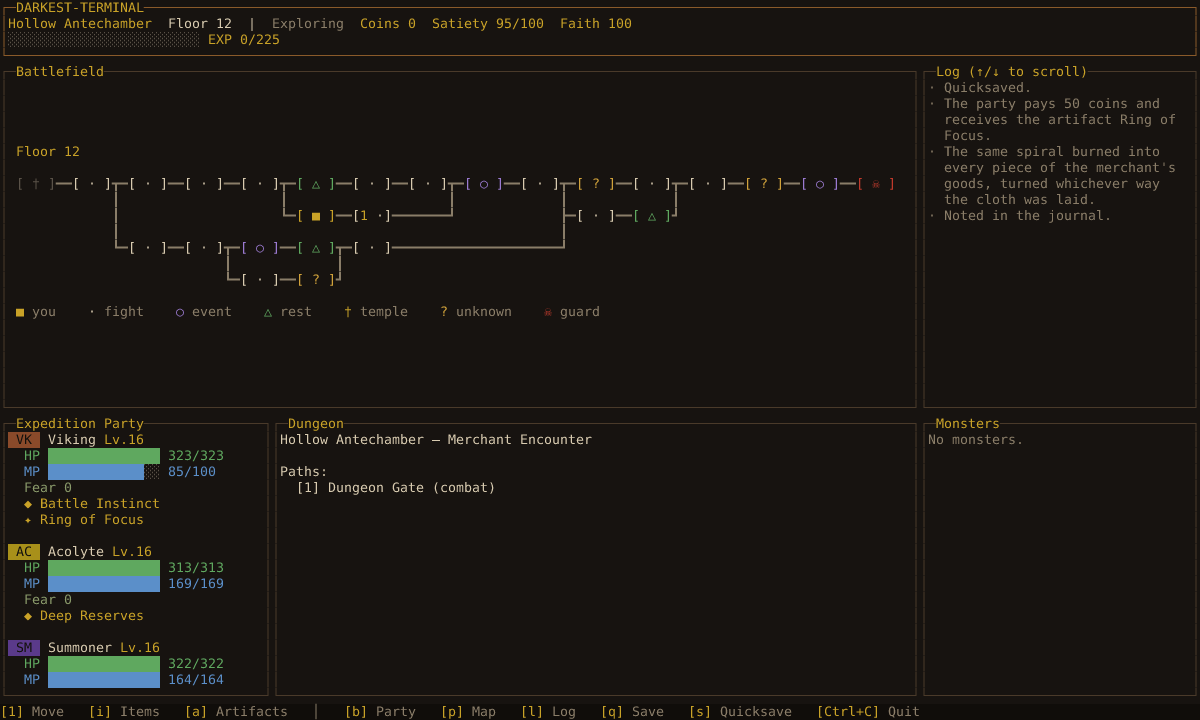 DARKEST-TERMINAL
Hollow Antechamber  Floor 12  |  Exploring  Coins 0  Satiety 95/100  Faith 100
EXP 0/225
Battlefield
Floor 12
[ † ]──[ · ]┬─[ · ]──[ · ]──[ · ]┬─[ △ ]──[ · ]──[ · ]┬─[ ○ ]──[ · ]┬─[ ? ]──[ · ]┬─[ · ]──[ ? ]──[ ○ ]──[ ☠ ]
└─[ ■ ]──[1 ·]───────┘ ├─[ · ]──[ △ ]┘
└─[ · ]──[ · ]┬─[ ○ ]──[ △ ]┬─[ · ]──────────────────────┘
└─[ · ]──[ ? ]┘
■ you    · fight    ○ event    △ rest    † temple    ? unknown    ☠ guard
Log (↑/↓ to scroll)
· Quicksaved.
· The party pays 50 coins and
receives the artifact Ring of
Focus.
· The same spiral burned into
every piece of the merchant's
goods, turned whichever way
the cloth was laid.
· Noted in the journal.
Expedition Party
VK Viking Lv.16
HP 323/323
MP 85/100
Fear 0
◆ Battle Instinct
✦ Ring of Focus
AC Acolyte Lv.16
HP 313/313
MP 169/169
Fear 0
◆ Deep Reserves
SM Summoner Lv.16
HP 322/322
MP 164/164
Dungeon
Hollow Antechamber — Merchant Encounter
Paths:
[1] Dungeon Gate (combat)
Monsters
No monsters.
[1] Move   [i] Items   [a] Artifacts   │   [b] Party   [p] Map   [l] Log   [q] Save   [s] Quicksave   [Ctrl+C] Quit